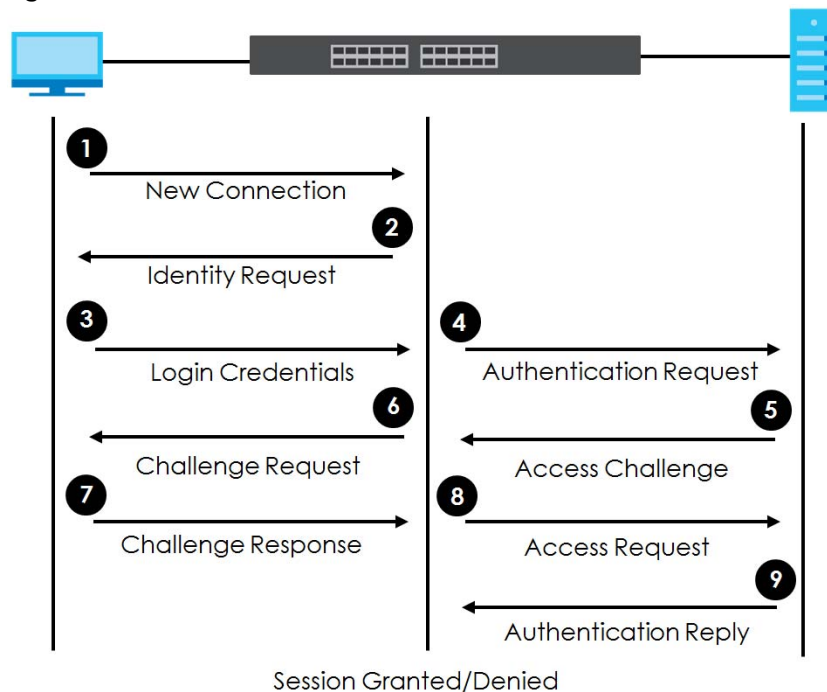 1
New Connection
2
Identity Request
3
Login Credentials
4
Authentication Request
6
Challenge Request
5
Access Challenge
7
Challenge Response
8
Access Request
9
Authentication Reply
Session Granted/Denied